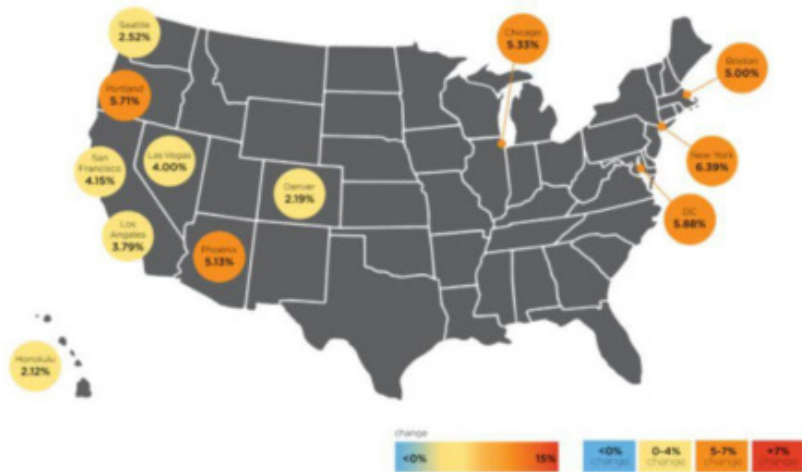 Seattle
2.52%
Portland
5.71%
San
Francisco
4.15%
Las Vegas
4.00%
Los
Angeles
3.79%
Denver
2.19%
Phoenix
5.13%
Chicago
5.33%
Boston
5.00%
New York
6.39%
DC
5.88%
Honolulu
2.12%
change
<0%
15%
<0%
change
0-4%
change
5-7%
change
+7%
change